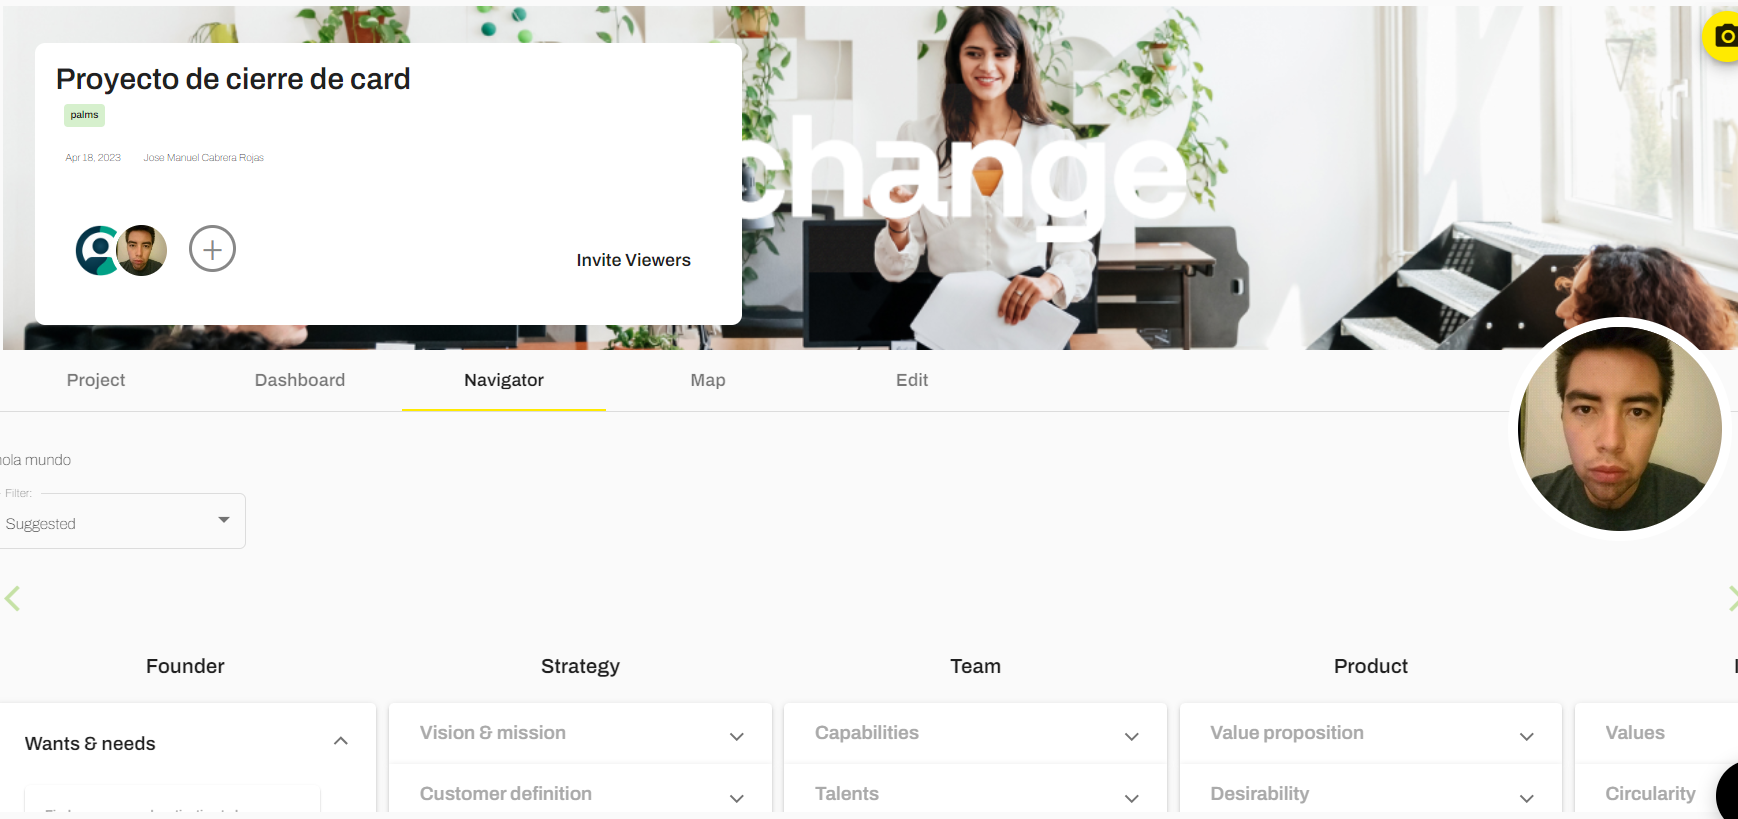 Proyecto de cierre de card
palms
Apr 18, 2023 Jose Manuel Cabrera Rojas
change
Invite Viewers
Project Dashboard Navigator Map Edit
mundo
Filter:
Suggested
Founder Strategy Team Product
Wants & needs Vision & mission Capabilities Value proposition Values
Customer definition Talents Desirability Circularity